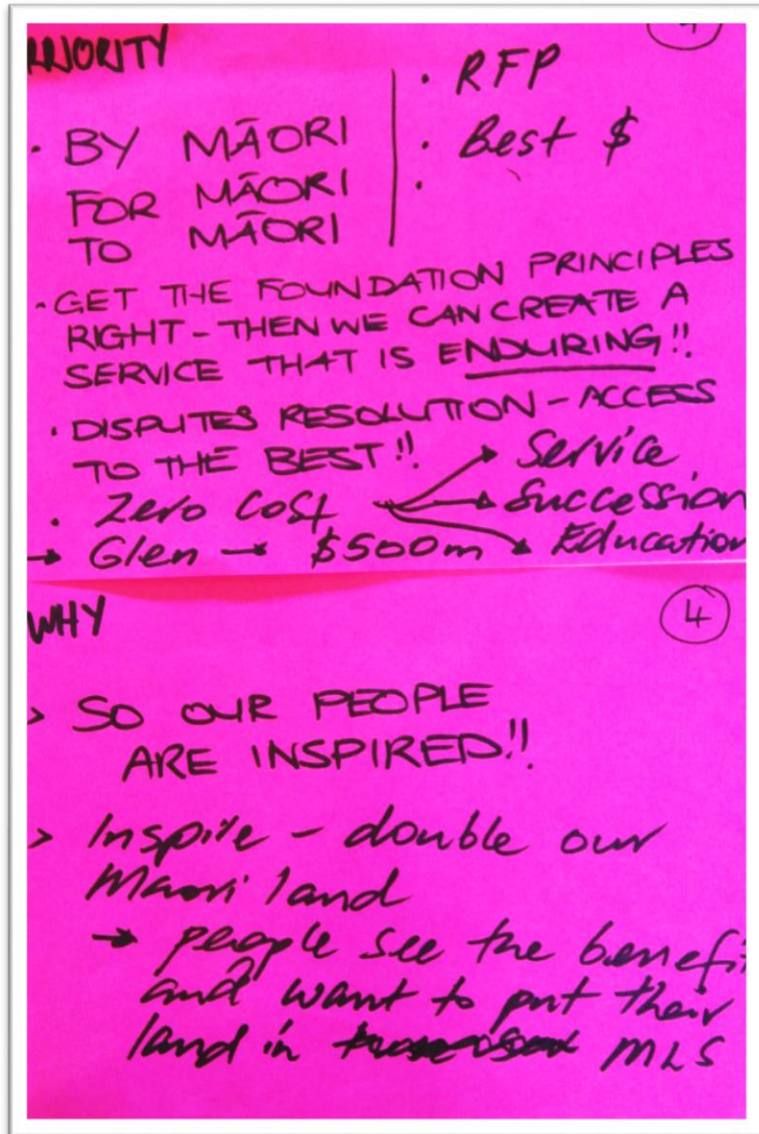 PRIORITY
4
· BY MĀORI
FOR MĀORI
TO MĀORI
· RFP
· Best $
·
· GET THE FOUNDATION PRINCIPLES
RIGHT - THEN WE CAN CREATE A
SERVICE THAT IS ENDURING!!
· DISPUTES RESOLUTION - ACCESS
TO THE BEST!!
· Zero cost → Service
→ Succession
→ Glen → $500m → Education
WHY
4
> SO OUR PEOPLE
ARE INSPIRED!!
> Inspire - double our
Maori land
→ people see the benefi
and want to put their
land in MLS